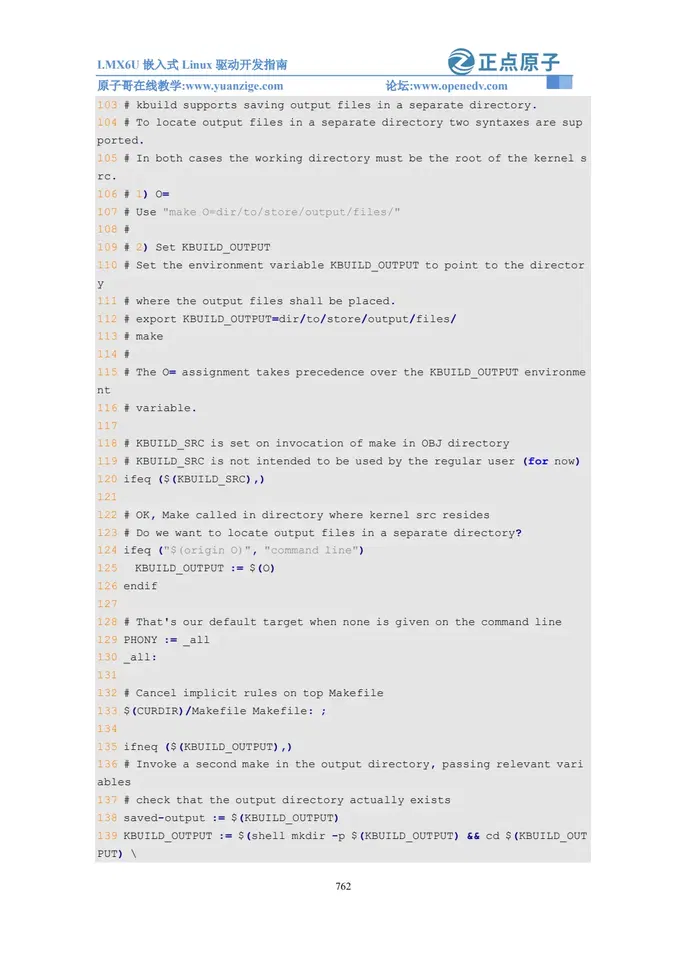 I.MX6U 嵌入式 Linux 驱动开发指南
正点原子
原子哥在线教学:www.yuanzige.com 论坛:www.openedv.com
103 # kbuild supports saving output files in a separate directory.
104 # To locate output files in a separate directory two syntaxes are sup
ported.
105 # In both cases the working directory must be the root of the kernel s
rc.
106 # 1) O=
107 # Use "make O=dir/to/store/output/files/"
108 #
109 # 2) Set KBUILD_OUTPUT
110 # Set the environment variable KBUILD_OUTPUT to point to the director
y
111 # where the output files shall be placed.
112 # export KBUILD_OUTPUT=dir/to/store/output/files/
113 # make
114 #
115 # The O= assignment takes precedence over the KBUILD_OUTPUT environme
nt
116 # variable.
117
118 # KBUILD_SRC is set on invocation of make in OBJ directory
119 # KBUILD_SRC is not intended to be used by the regular user (for now)
120 ifeq ($(KBUILD_SRC),)
121
122 # OK, Make called in directory where kernel src resides
123 # Do we want to locate output files in a separate directory?
124 ifeq ("$(origin O)", "command line")
125   KBUILD_OUTPUT := $(O)
126 endif
127
128 # That's our default target when none is given on the command line
129 PHONY := _all
130 _all:
131
132 # Cancel implicit rules on top Makefile
133 $(CURDIR)/Makefile Makefile: ;
134
135 ifneq ($(KBUILD_OUTPUT),)
136 # Invoke a second make in the output directory, passing relevant vari
ables
137 # check that the output directory actually exists
138 saved-output := $(KBUILD_OUTPUT)
139 KBUILD_OUTPUT := $(shell mkdir -p $(KBUILD_OUTPUT) && cd $(KBUILD_OUT
PUT) \
762